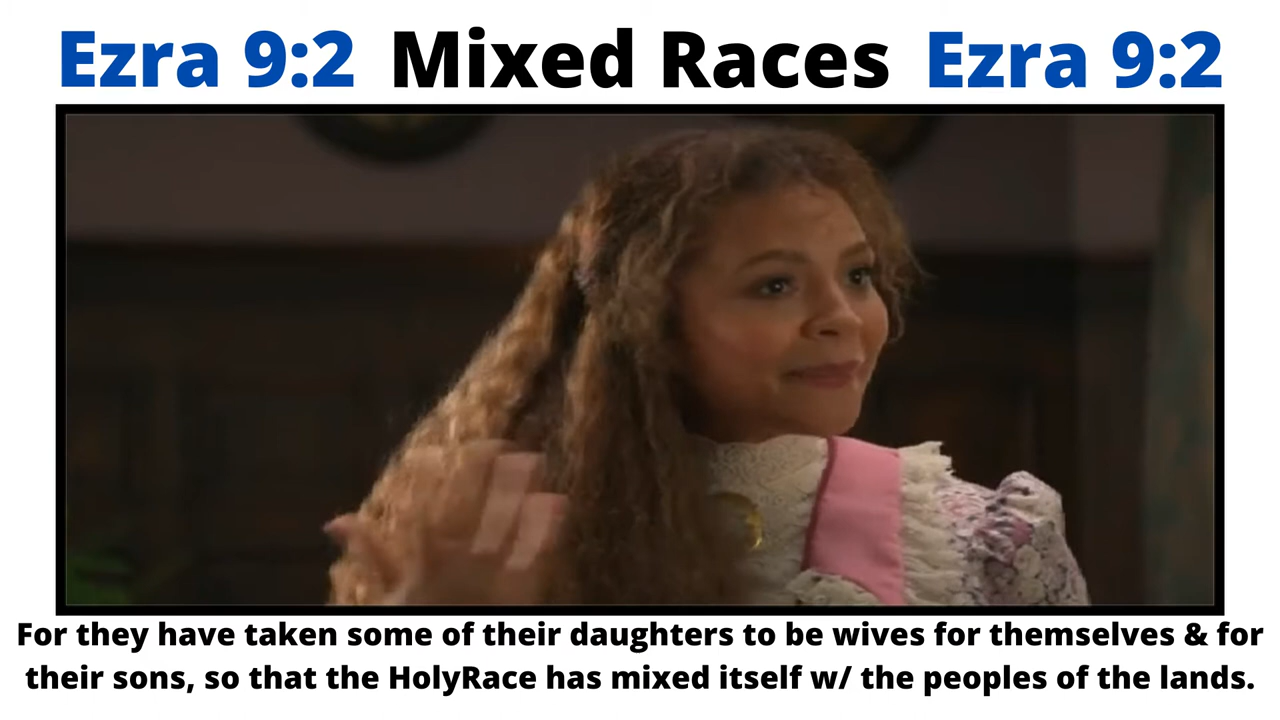 Ezra 9:2 Mixed Races Ezra 9:2
For they have taken some of their daughters to be wives for themselves & for
their sons, so that the HolyRace has mixed itself w/ the peoples of the lands.